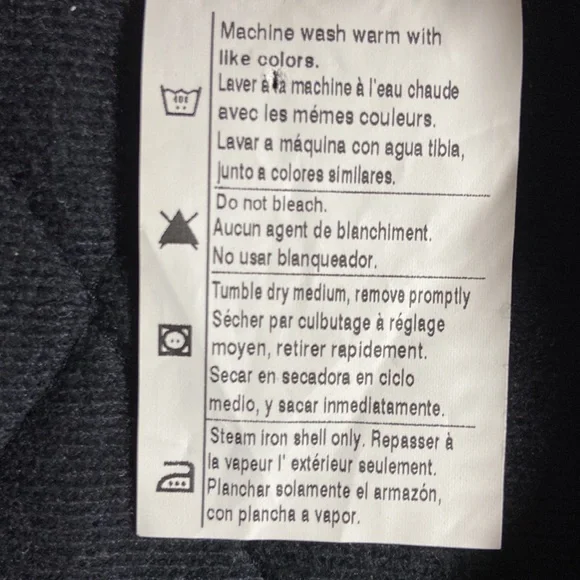 Machine wash warm with
like colors.
Laver à la machine à l'eau chaude
avec les mémes couleurs.
Lavar a máquina con agua tibia,
junto a colores similares.
Do not bleach.
Aucun agent de blanchiment.
No usar blanqueador.
Tumble dry medium, remove promptly
Sécher par culbutage à réglage
moyen, retirer rapidement.
Secar en secadora en ciclo
medio, y sacar inmediatamente.
Steam iron shell only. Repasser à
la vapeur l' extérieur seulement.
Planchar solamente el armazón,
con plancha a vapor.